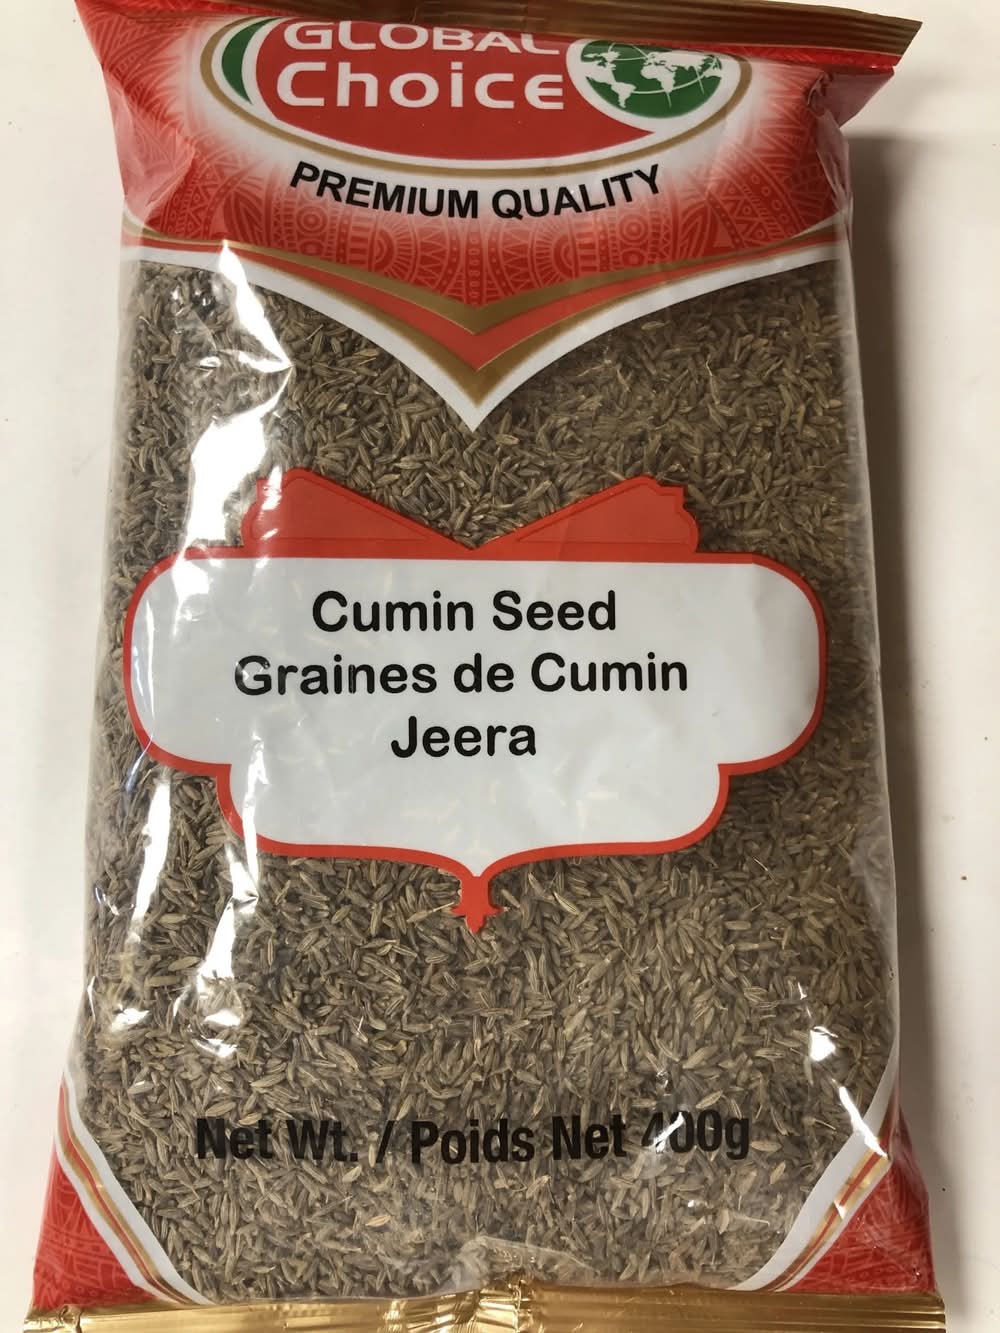 GLOBAL
Choice
PREMIUM QUALITY
Cumin Seed
Graines de Cumin
Jeera
Net Wt. / Poids Net 400g